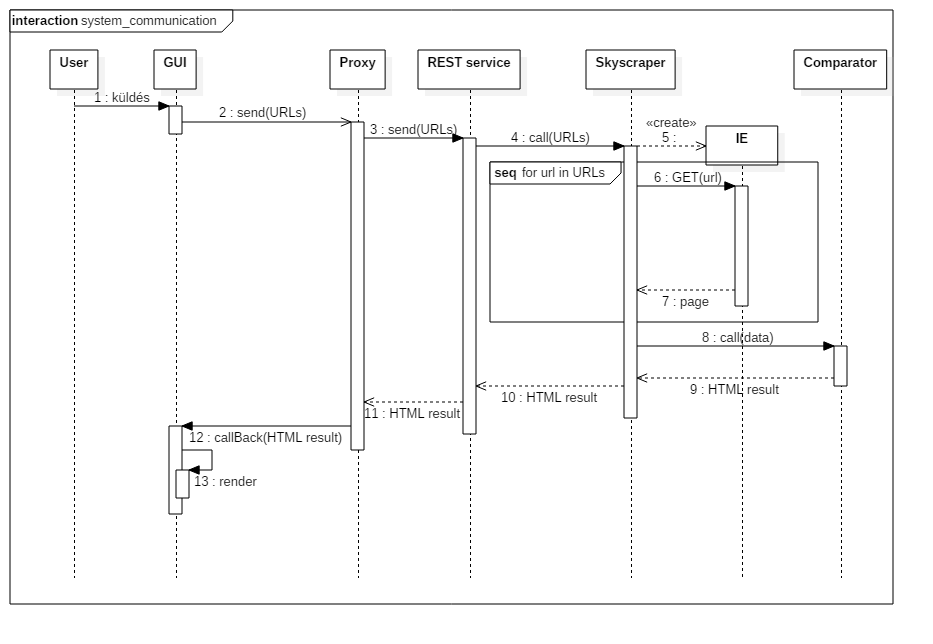 interaction system_communication
User
GUI
Proxy
REST service
Skyscraper
Comparator
1 : küldés
2 : send(URLs)
3 : send(URLs)
4 : call(URLs)
«create»
5 :
IE
seq for url in URLs
6 : GET(url)
7 : page
8 : call(data)
9 : HTML result
10 : HTML result
11 : HTML result
12 : callBack(HTML result)
13 : render